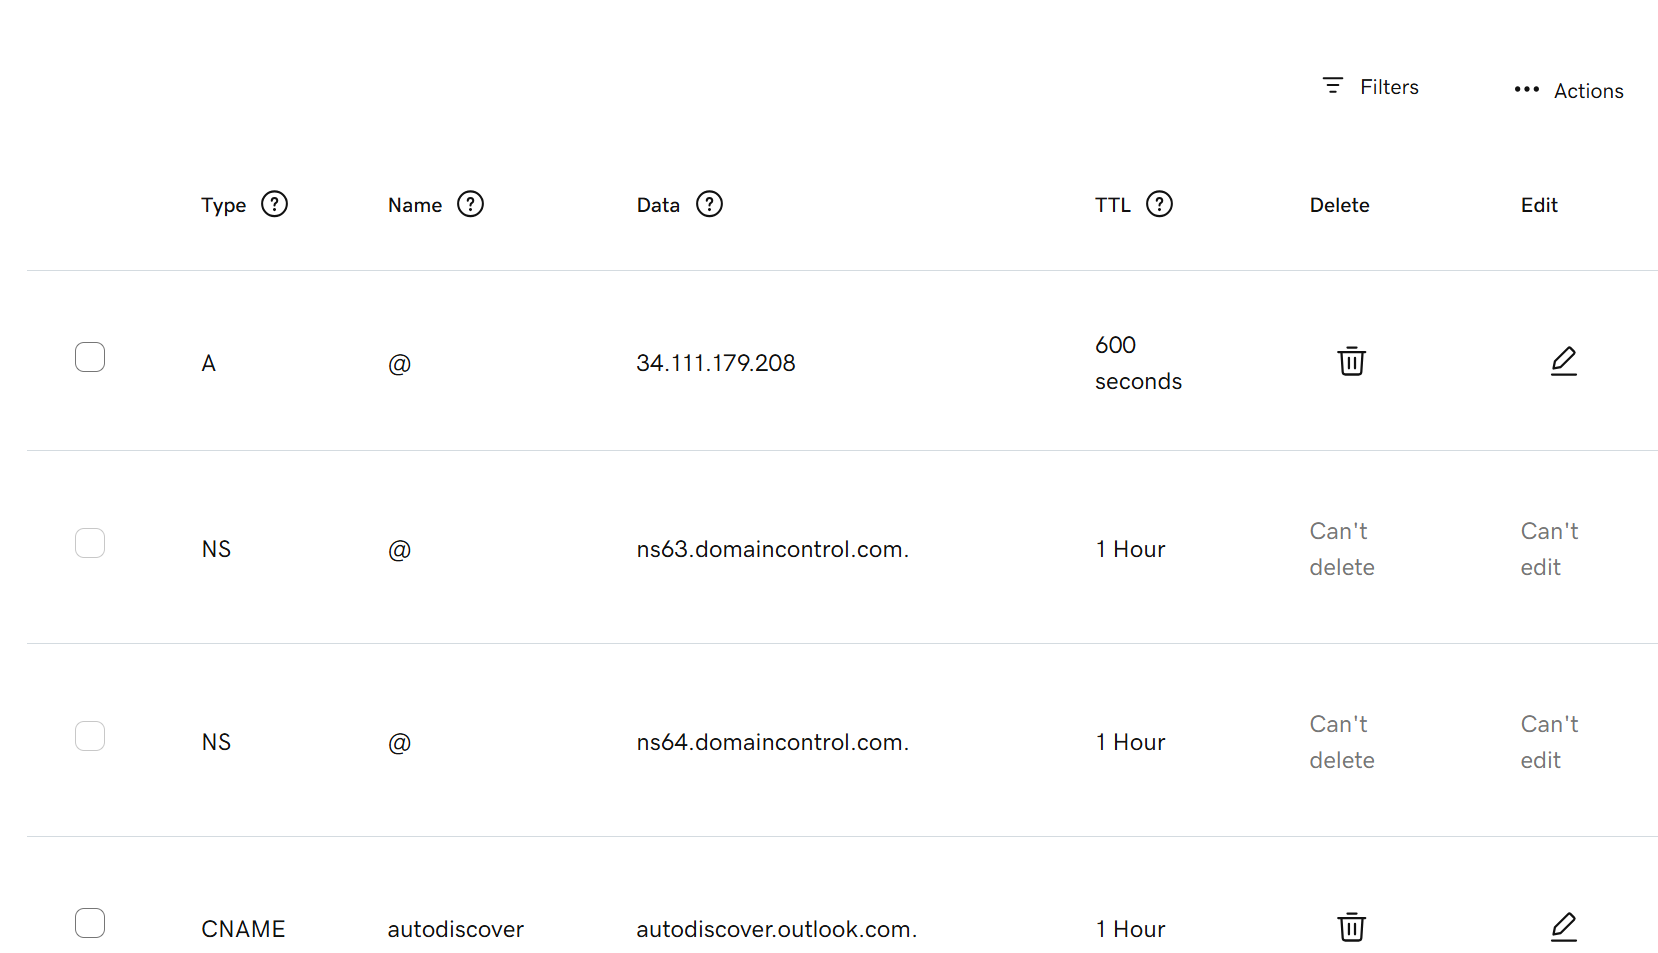 Filters
Actions
Type Name Data TTL Delete Edit
A @ 34.111.179.208 600 seconds
NS @ ns63.domaincontrol.com. 1 Hour Can't delete Can't edit
NS @ ns64.domaincontrol.com. 1 Hour Can't delete Can't edit
CNAME autodiscover autodiscover.outlook.com. 1 Hour